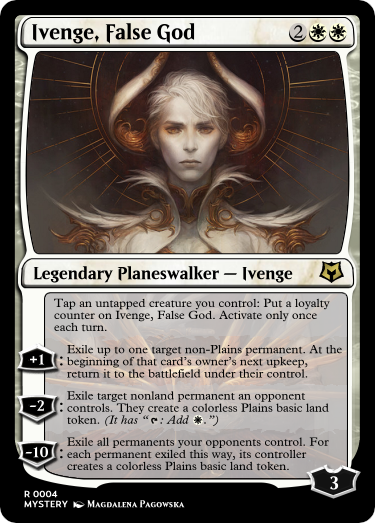 Ivenge, False God 2
Legendary Planeswalker — Ivenge
Tap an untapped creature you control: Put a loyalty
counter on Ivenge, False God. Activate only once
each turn.
+1: Exile up to one target non-Plains permanent. At the
beginning of that card's owner's next upkeep,
return it to the battlefield under their control.
-2: Exile target nonland permanent an opponent
controls. They create a colorless Plains basic land
token. (It has “: Add .”)
-10: Exile all permanents your opponents control. For
each permanent exiled this way, its controller
creates a colorless Plains basic land token.
3
R 0004
MYSTERY Magdalena Pagowska